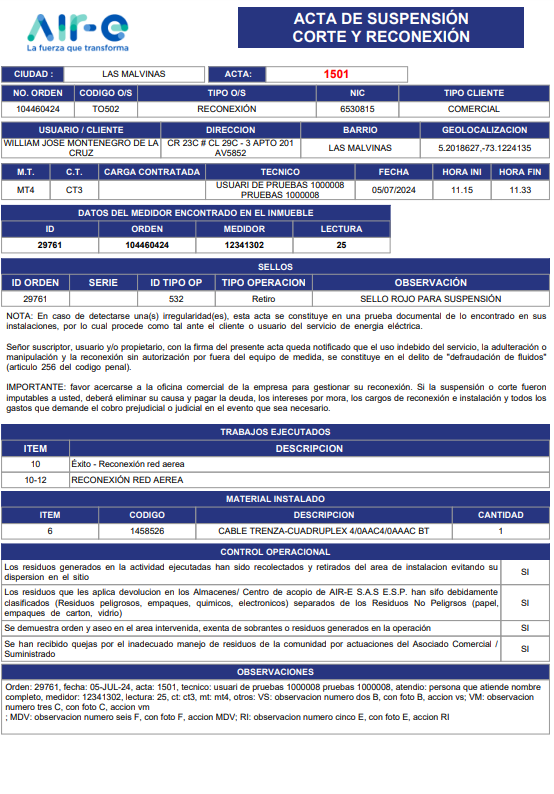 AIR-E
La fuerza que transforma
ACTA DE SUSPENSIÓN
CORTE Y RECONEXIÓN
CIUDAD : LAS MALVINAS ACTA: 1501
NO. ORDEN CODIGO O/S TIPO O/S NIC TIPO CLIENTE
104460424 TO502 RECONEXIÓN 6530815 COMERCIAL
USUARIO / CLIENTE DIRECCION BARRIO GEOLOCALIZACION
WILLIAM JOSE MONTENEGRO DE LA CRUZ CR 23C # CL 29C - 3 APTO 201 AV5852 LAS MALVINAS 5.2018627,-73.1224135
M.T. C.T. CARGA CONTRATADA TECNICO FECHA HORA INI HORA FIN
MT4 CT3 USUARI DE PRUEBAS 1000008 PRUEBAS 1000008 05/07/2024 11.15 11.33
DATOS DEL MEDIDOR ENCONTRADO EN EL INMUEBLE
ID ORDEN MEDIDOR LECTURA
29761 104460424 12341302 25
SELLOS
ID ORDEN SERIE ID TIPO OP TIPO OPERACION OBSERVACIÓN
29761 532 Retiro SELLO ROJO PARA SUSPENSIÓN
NOTA: En caso de detectarse una(s) irregularidad(es), esta acta se constituye en una prueba documental de lo encontrado en sus
instalaciones, por lo cual procede como tal ante el cliente o usuario del servicio de energia eléctrica.
Señor suscriptor, usuario y/o propietario, con la firma del presente acta queda notificado que el uso indebido del servicio, la adulteración o
manipulación y la reconexión sin autorización por fuera del equipo de medida, se constituye en el delito de "defraudación de fluidos"
(articulo 256 del codigo penal).
IMPORTANTE: favor acercarse a la oficina comercial de la empresa para gestionar su reconexión. Si la suspensión o corte fueron
imputables a usted, deberá eliminar su causa y pagar la deuda, los intereses por mora, los cargos de reconexión e instalación y todos los
gastos que demande el cobro prejudicial o judicial en el evento que sea necesario.
TRABAJOS EJECUTADOS
ITEM DESCRIPCION
10 Éxito - Reconexión red aerea
10-12 RECONEXIÓN RED AEREA
MATERIAL INSTALADO
ITEM CODIGO DESCRIPCION CANTIDAD
6 1458526 CABLE TRENZA-CUADRUPLEX 4/0AAC4/0AAAC BT 1
CONTROL OPERACIONAL
Los residuos generados en la actividad ejecutadas han sido recolectados y retirados del area de instalacion evitando su
dispersion en el sitio SI
Los residuos que les aplica devolucion en los Almacenes/ Centro de acopio de AIR-E S.A.S E.S.P. han sifo debidamente
clasificados (Residuos peligrosos, empaques, quimicos, electronicos) separados de los Residuos No Peligrsos (papel,
empaques de carton, vidrio) SI
Se demuestra orden y aseo en el area intervenida, exenta de sobrantes o residuos generados en la operación SI
Se han recibido quejas por el inadecuado manejo de residuos de la comunidad por actuaciones del Asociado Comercial /
Suministrado SI
OBSERVACIONES
Orden: 29761, fecha: 05-JUL-24, acta: 1501, tecnico: usuari de pruebas 1000008 pruebas 1000008, atendio: persona que atiende nombre
completo, medidor: 12341302, lectura: 25, ct: ct3, mt: mt4, otros: VS: observacion numero dos B, con foto B, accion vs; VM: observacion
numero tres C, con foto C, accion vm
; MDV: observacion numero seis F, con foto F, accion MDV; RI: observacion numero cinco E, con foto E, accion RI